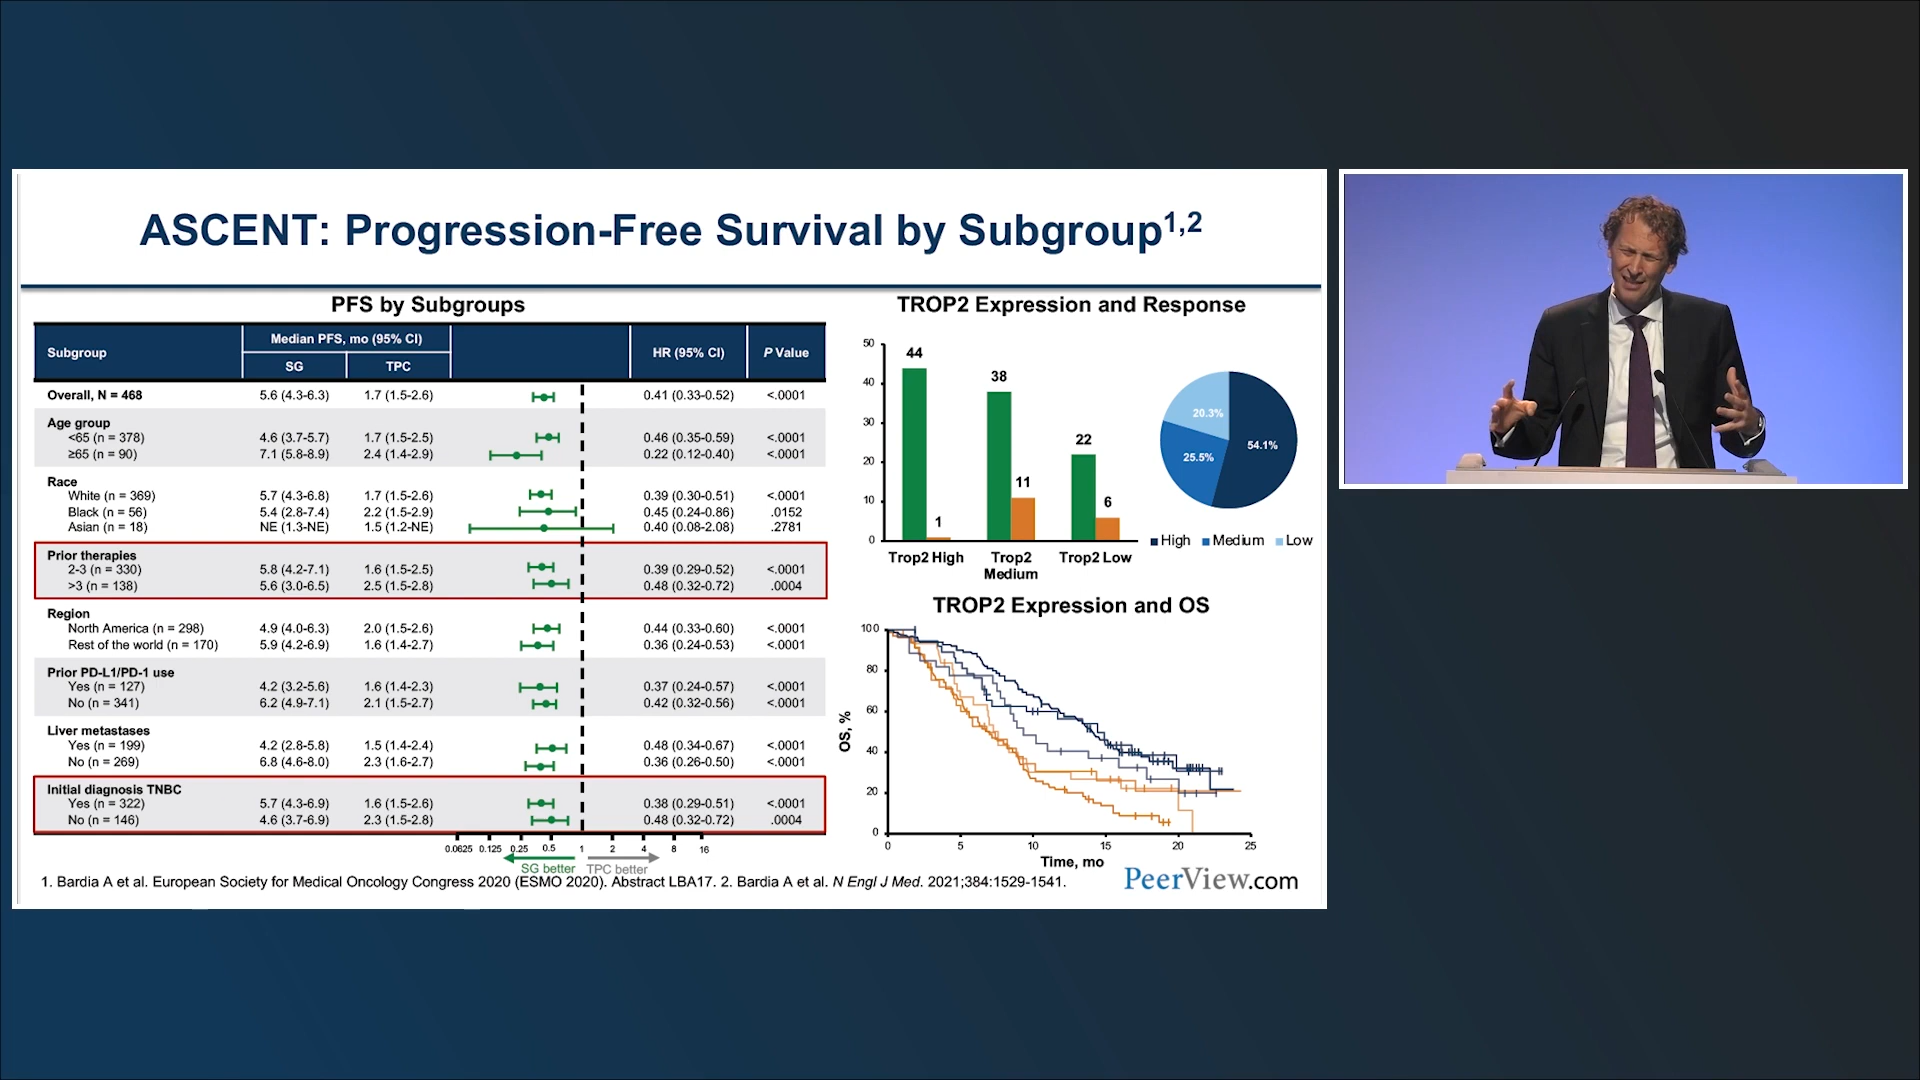 ASCENT: Progression-Free Survival by Subgroup1,2
PFS by Subgroups
Subgroup
Median PFS, mo (95% CI)
SG
TPC
HR (95% CI)
P Value
Overall, N = 468 5.6 (4.3-6.3) 1.7 (1.5-2.6) 0.41 (0.33-0.52) <.0001
Age group
<65 (n = 378) 4.6 (3.7-5.7) 1.7 (1.5-2.5) 0.46 (0.35-0.59) <.0001
≥65 (n = 90) 7.1 (5.8-8.9) 2.4 (1.4-2.9) 0.22 (0.12-0.40) <.0001
Race
White (n = 369) 5.7 (4.3-6.8) 1.7 (1.5-2.6) 0.39 (0.30-0.51) <.0001
Black (n = 56) 5.4 (2.8-7.4) 2.2 (1.5-2.9) 0.45 (0.24-0.86) .0152
Asian (n = 18) NE (1.3-NE) 1.5 (1.2-NE) 0.40 (0.08-2.08) .2781
Prior therapies
2-3 (n = 330) 5.8 (4.2-7.1) 1.6 (1.5-2.5) 0.39 (0.29-0.52) <.0001
>3 (n = 138) 5.6 (3.0-6.5) 2.5 (1.5-2.8) 0.48 (0.32-0.72) .0004
Region
North America (n = 298) 4.9 (4.0-6.3) 2.0 (1.5-2.6) 0.44 (0.33-0.60) <.0001
Rest of the world (n = 170) 5.9 (4.2-6.9) 1.6 (1.4-2.7) 0.36 (0.24-0.53) <.0001
Prior PD-L1/PD-1 use
Yes (n = 127) 4.2 (3.2-5.6) 1.6 (1.4-2.3) 0.37 (0.24-0.57) <.0001
No (n = 341) 6.2 (4.9-7.1) 2.1 (1.5-2.7) 0.42 (0.32-0.56) <.0001
Liver metastases
Yes (n = 199) 4.2 (2.8-5.8) 1.5 (1.4-2.4) 0.48 (0.34-0.67) <.0001
No (n = 269) 6.8 (4.6-8.0) 2.3 (1.6-2.7) 0.36 (0.26-0.50) <.0001
Initial diagnosis TNBC
Yes (n = 322) 5.7 (4.3-6.9) 1.6 (1.5-2.6) 0.38 (0.29-0.51) <.0001
No (n = 146) 4.6 (3.7-6.9) 2.3 (1.5-2.8) 0.48 (0.32-0.72) .0004
0.0625 0.125 0.25 0.5 1 2 4 8 16
SG better TPC better
TROP2 Expression and Response
50
40
30
20
10
0
44
1
38
11
22
6
Trop2 High
Trop2 Medium
Trop2 Low
20.3%
54.1%
25.5%
High Medium Low
TROP2 Expression and OS
OS, %
100
80
60
40
20
0
0 5 10 15 20 25
Time, mo
1. Bardia A et al. European Society for Medical Oncology Congress 2020 (ESMO 2020). Abstract LBA17. 2. Bardia A et al. N Engl J Med. 2021;384:1529-1541.
PeerView.com